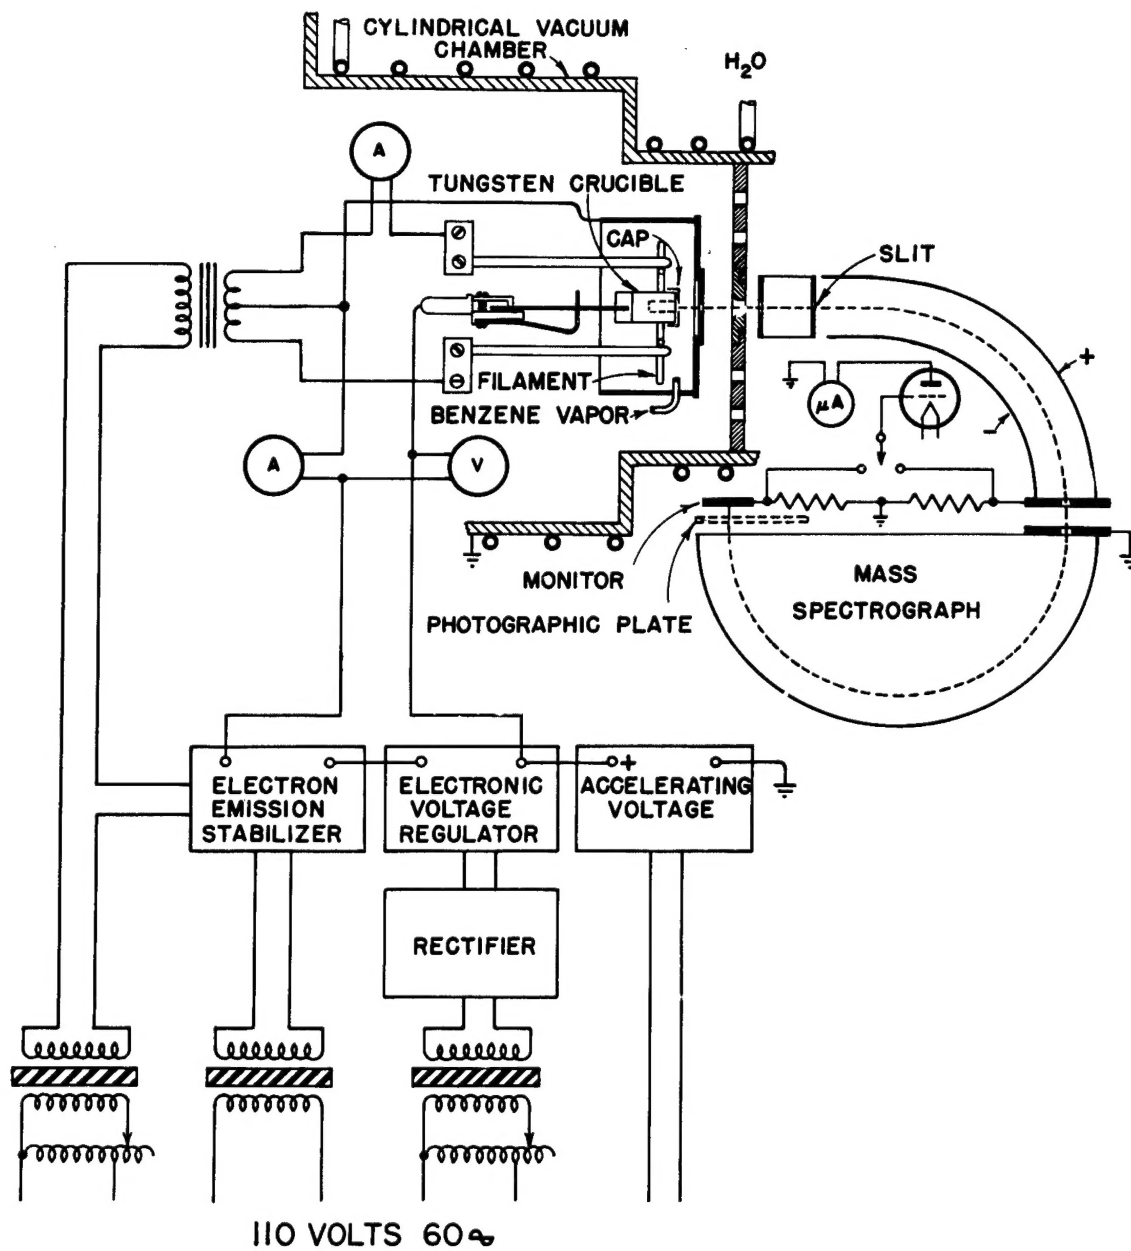 CYLINDRICAL VACUUM
CHAMBER
H₂O
A
TUNGSTEN CRUCIBLE
CAP
SLIT
+
FILAMENT
BENZENE VAPOR
µA
-
A
V
MONITOR
PHOTOGRAPHIC PLATE
MASS
SPECTROGRAPH
ELECTRON
EMISSION
STABILIZER
ELECTRONIC
VOLTAGE
REGULATOR
+
ACCELERATING
VOLTAGE
RECTIFIER
110 VOLTS 60~